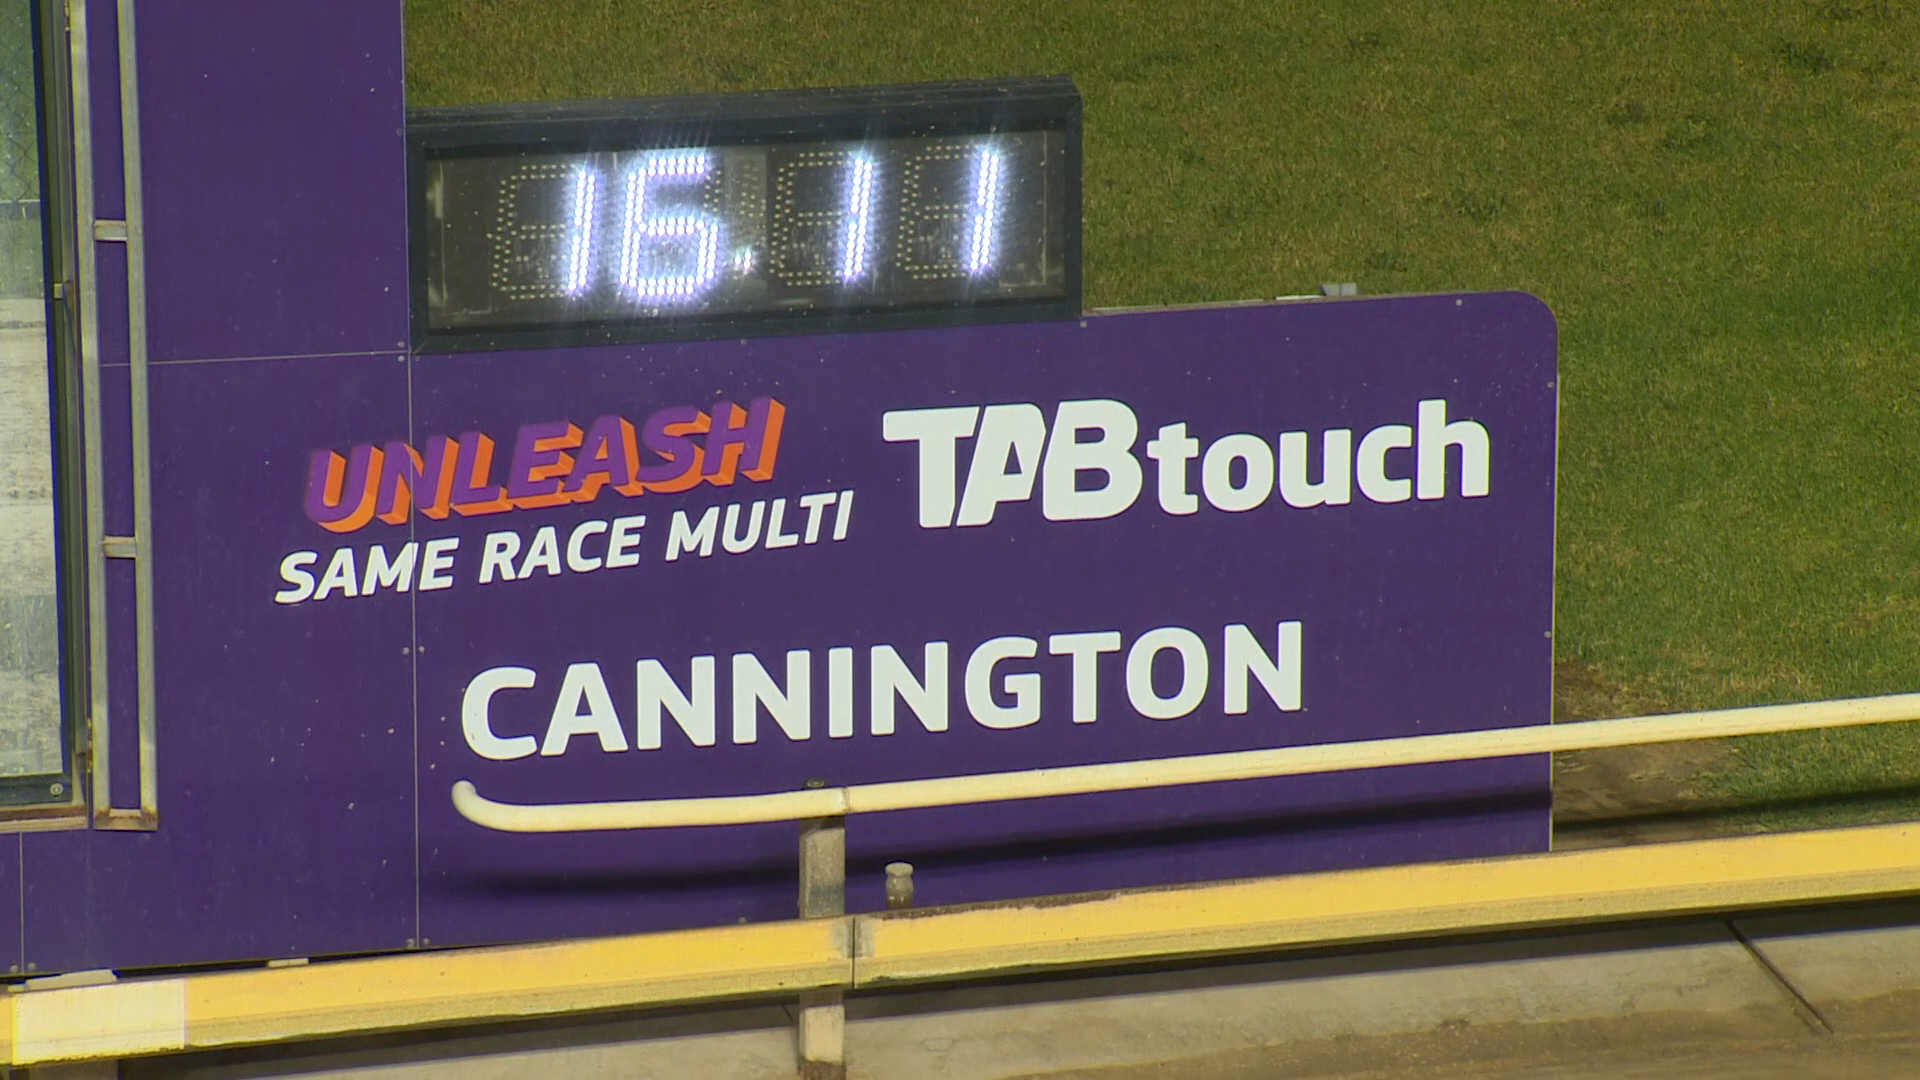 16.11
UNLEASH
SAME RACE MULTI
TABtouch
CANNINGTON